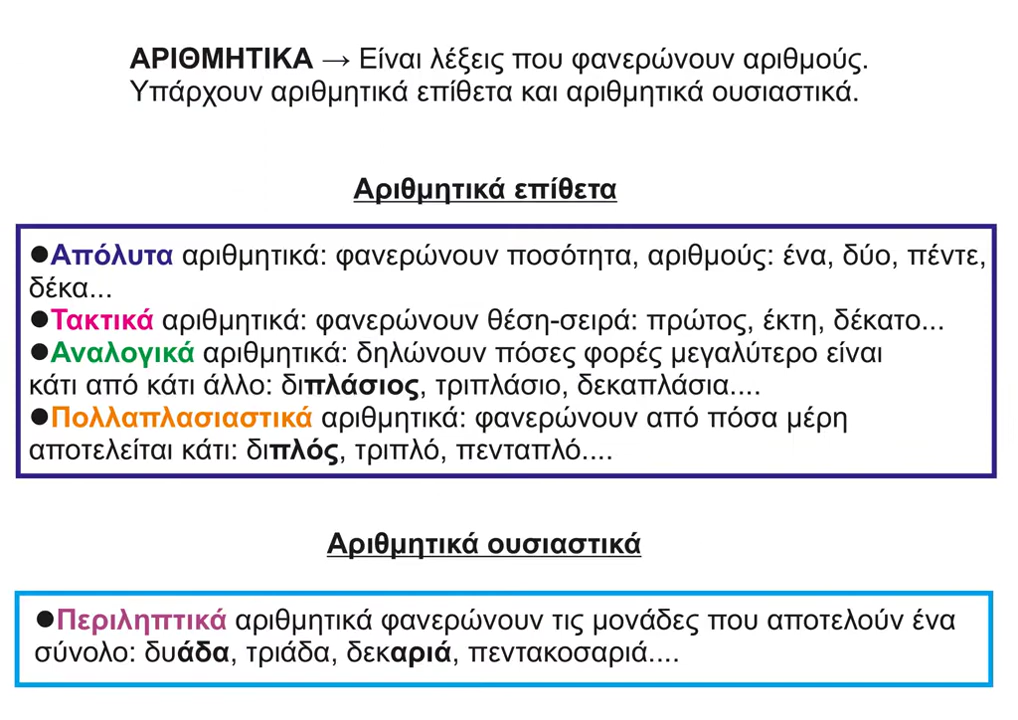 ΑΡΙΘΜΗΤΙΚΑ → Είναι λέξεις που φανερώνουν αριθμούς.
Υπάρχουν αριθμητικά επίθετα και αριθμητικά ουσιαστικά.
Αριθμητικά επίθετα
●Απόλυτα αριθμητικά: φανερώνουν ποσότητα, αριθμούς: ένα, δύο, πέντε,
δέκα...
●Τακτικά αριθμητικά: φανερώνουν θέση-σειρά: πρώτος, έκτη, δέκατο...
●Αναλογικά αριθμητικά: δηλώνουν πόσες φορές μεγαλύτερο είναι
κάτι από κάτι άλλο: διπλάσιος, τριπλάσιο, δεκαπλάσια....
●Πολλαπλασιαστικά αριθμητικά: φανερώνουν από πόσα μέρη
αποτελείται κάτι: διπλός, τριπλό, πενταπλό....
Αριθμητικά ουσιαστικά
●Περιληπτικά αριθμητικά φανερώνουν τις μονάδες που αποτελούν ένα
σύνολο: δυάδα, τριάδα, δεκαριά, πεντακοσαριά....